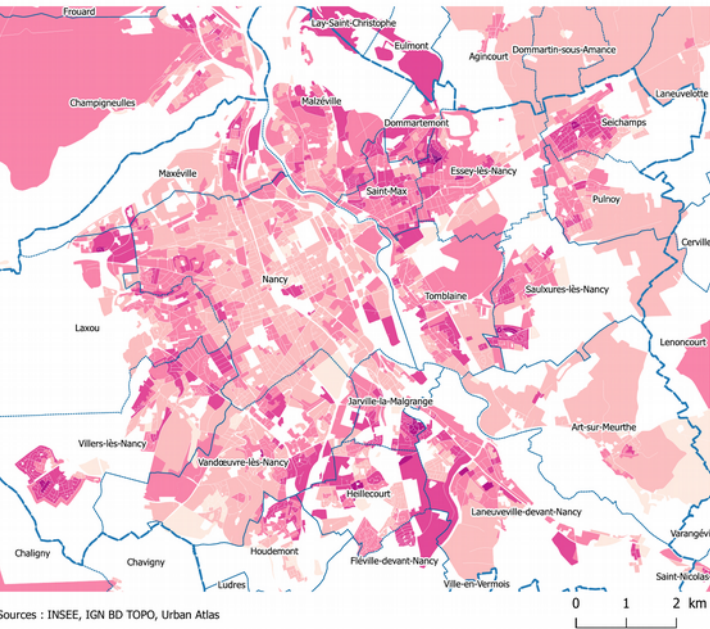 Frouard
Lay-Saint-Christophe
Eulmont
Agincourt
Dommartin-sous-Amance
Laneuvelotte
Champigneulles
Malzéville
Dommartemont
Seichamps
Maxéville
Essey-lès-Nancy
Saint-Max
Pulnoy
Cerville
Nancy
Tomblaine
Saulxures-lès-Nancy
Laxou
Lenoncourt
Jarville-la-Malgrange
Art-sur-Meurthe
Villers-lès-Nancy
Vandœuvre-lès-Nancy
Heillecourt
Laneuveville-devant-Nancy
Varangévi
Chaligny
Chavigny
Houdemont
Fléville-devant-Nancy
Saint-Nicolas
Ludres
Ville-en-Vermois
0 1 2 km
Sources : INSEE, IGN BD TOPO, Urban Atlas